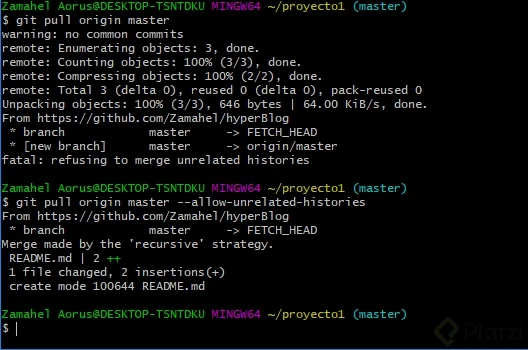 Zamahel Aorus@DESKTOP-TSNTDKU MINGW64 ~/proyecto1 (master)
$ git pull origin master
warning: no common commits
remote: Enumerating objects: 3, done.
remote: Counting objects: 100% (3/3), done.
remote: Compressing objects: 100% (2/2), done.
remote: Total 3 (delta 0), reused 0 (delta 0), pack-reused 0
Unpacking objects: 100% (3/3), 646 bytes | 64.00 KiB/s, done.
From https://github.com/Zamahel/hyperBlog
 * branch            master     -> FETCH_HEAD
 * [new branch]      master     -> origin/master
fatal: refusing to merge unrelated histories

Zamahel Aorus@DESKTOP-TSNTDKU MINGW64 ~/proyecto1 (master)
$ git pull origin master --allow-unrelated-histories
From https://github.com/Zamahel/hyperBlog
 * branch            master     -> FETCH_HEAD
Merge made by the 'recursive' strategy.
 README.md | 2 ++
 1 file changed, 2 insertions(+)
 create mode 100644 README.md

Zamahel Aorus@DESKTOP-TSNTDKU MINGW64 ~/proyecto1 (master)
$
Platzi